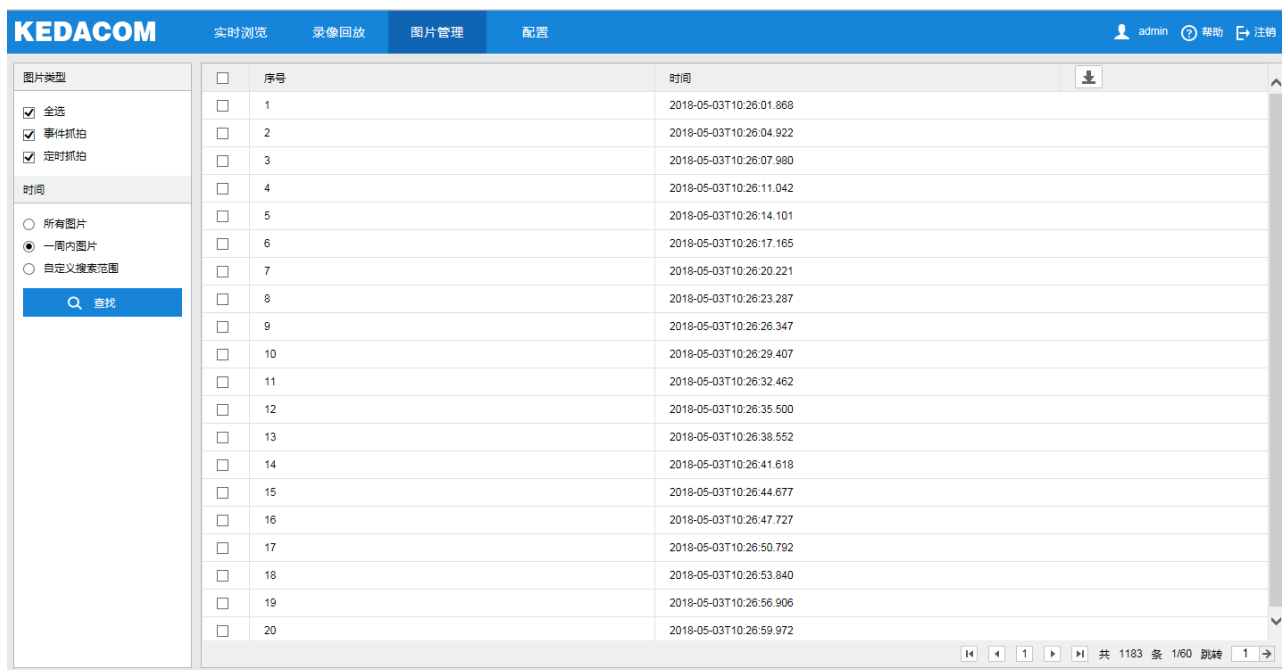 KEDACOM 实时浏览 录像回放 图片管理 配置 admin 帮助 注销
图片类型
全选
事件抓拍
定时抓拍
时间
所有图片
一周内图片
自定义搜索范围
查找
序号 时间
1 2018-05-03T10:26:01.868
2 2018-05-03T10:26:04.922
3 2018-05-03T10:26:07.980
4 2018-05-03T10:26:11.042
5 2018-05-03T10:26:14.101
6 2018-05-03T10:26:17.165
7 2018-05-03T10:26:20.221
8 2018-05-03T10:26:23.287
9 2018-05-03T10:26:26.347
10 2018-05-03T10:26:29.407
11 2018-05-03T10:26:32.462
12 2018-05-03T10:26:35.500
13 2018-05-03T10:26:38.552
14 2018-05-03T10:26:41.618
15 2018-05-03T10:26:44.677
16 2018-05-03T10:26:47.727
17 2018-05-03T10:26:50.792
18 2018-05-03T10:26:53.840
19 2018-05-03T10:26:56.906
20 2018-05-03T10:26:59.972
1 共 1183 条 1/60 跳转 1